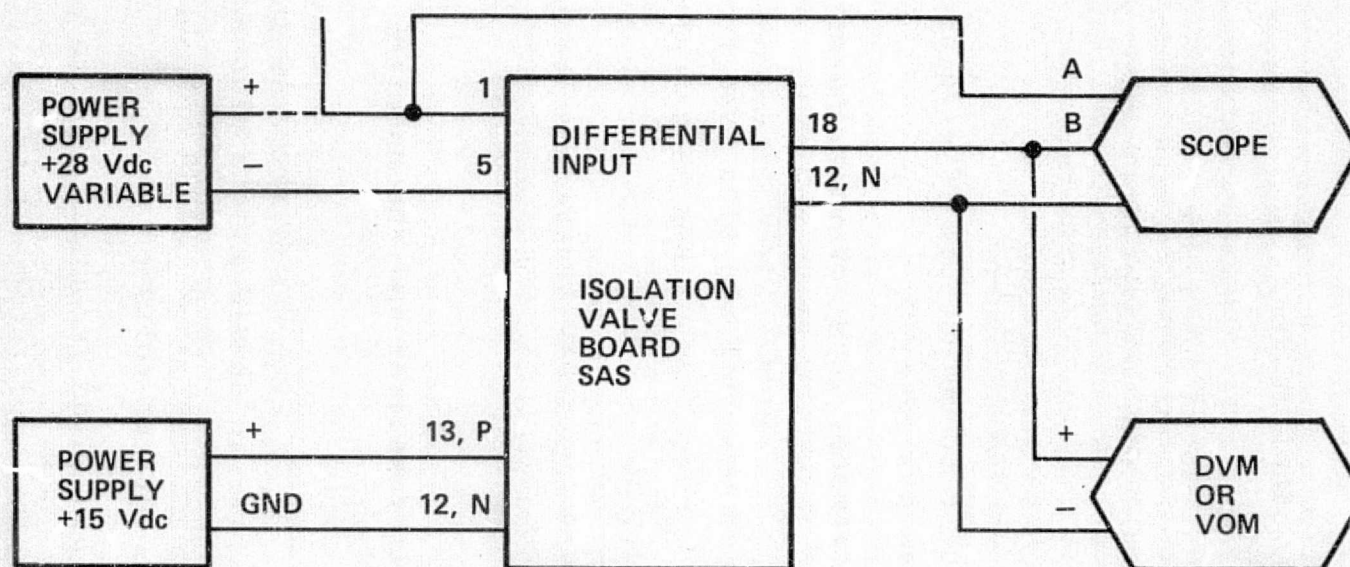 POWER
SUPPLY
+28 Vdc
VARIABLE
+
—
1
5
DIFFERENTIAL
INPUT
ISOLATION
VALVE
BOARD
SAS
18
12, N
A
B
SCOPE
POWER
SUPPLY
+15 Vdc
+
GND
13, P
12, N
+
—
DVM
OR
VOM